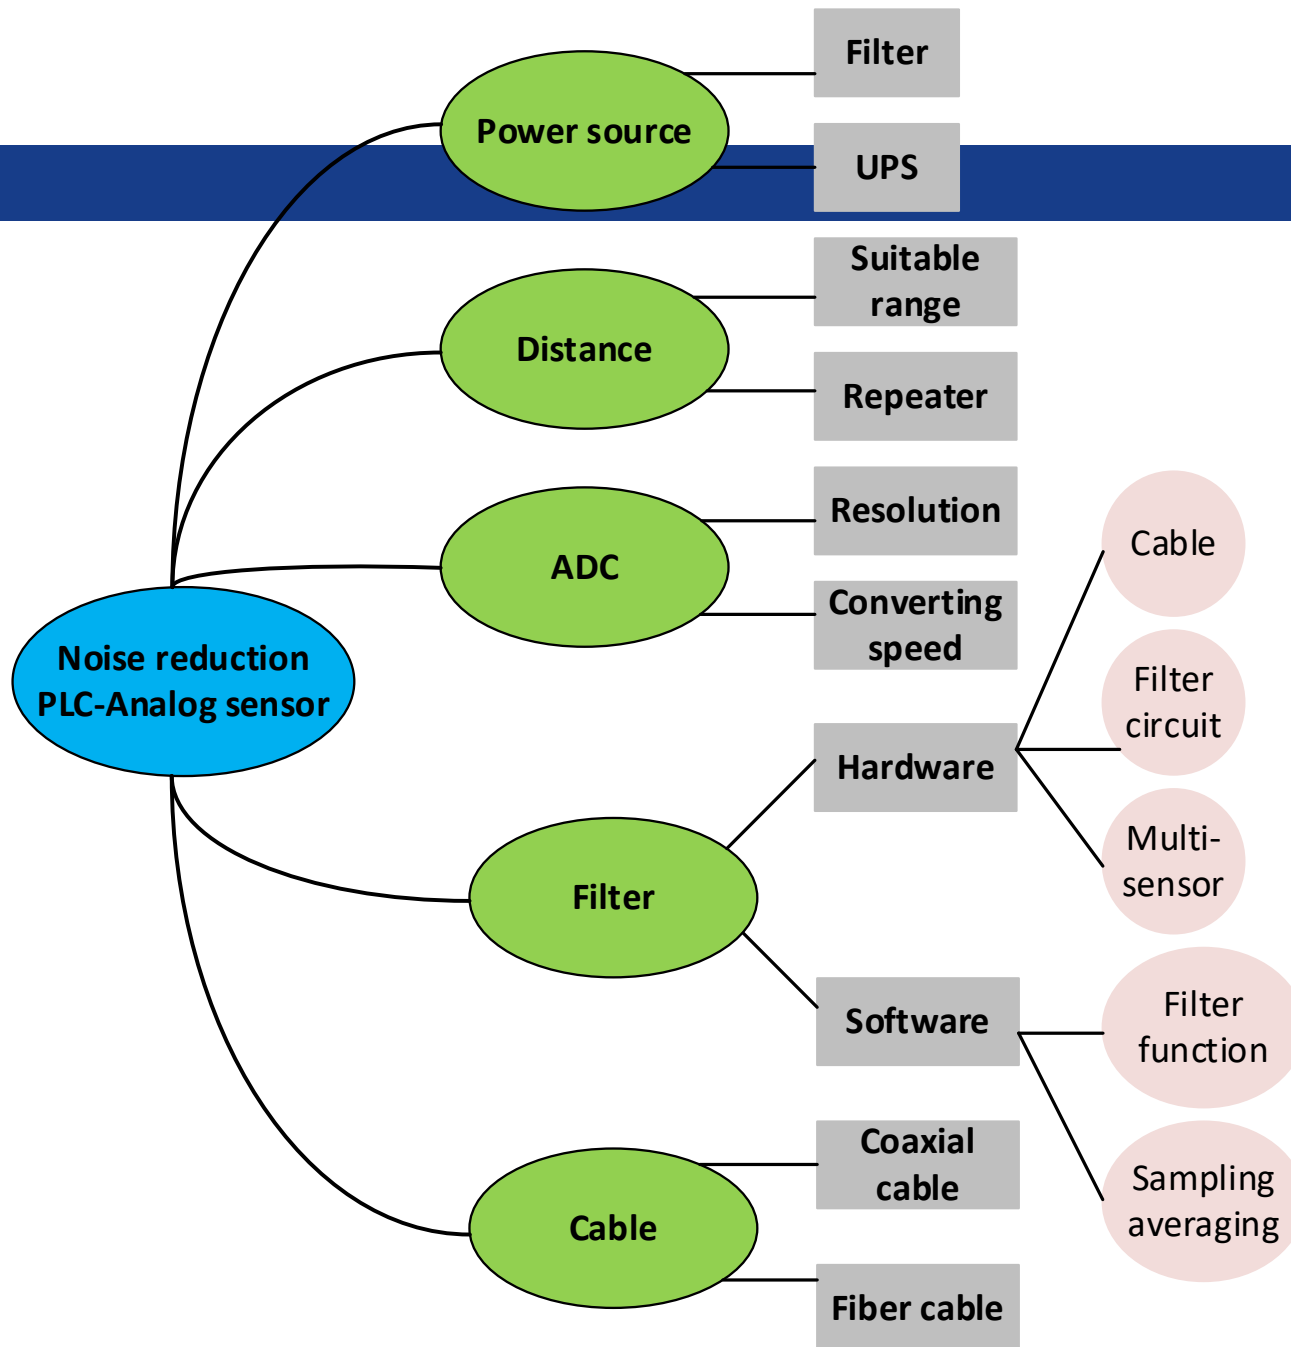 Filter
Power source
UPS
Suitable
range
Distance
Repeater
Resolution
ADC
Converting
speed
Noise reduction
PLC-Analog sensor
Hardware
Cable
Filter
circuit
Multi-
sensor
Filter
Software
Filter
function
Sampling
averaging
Coaxial
cable
Cable
Fiber cable